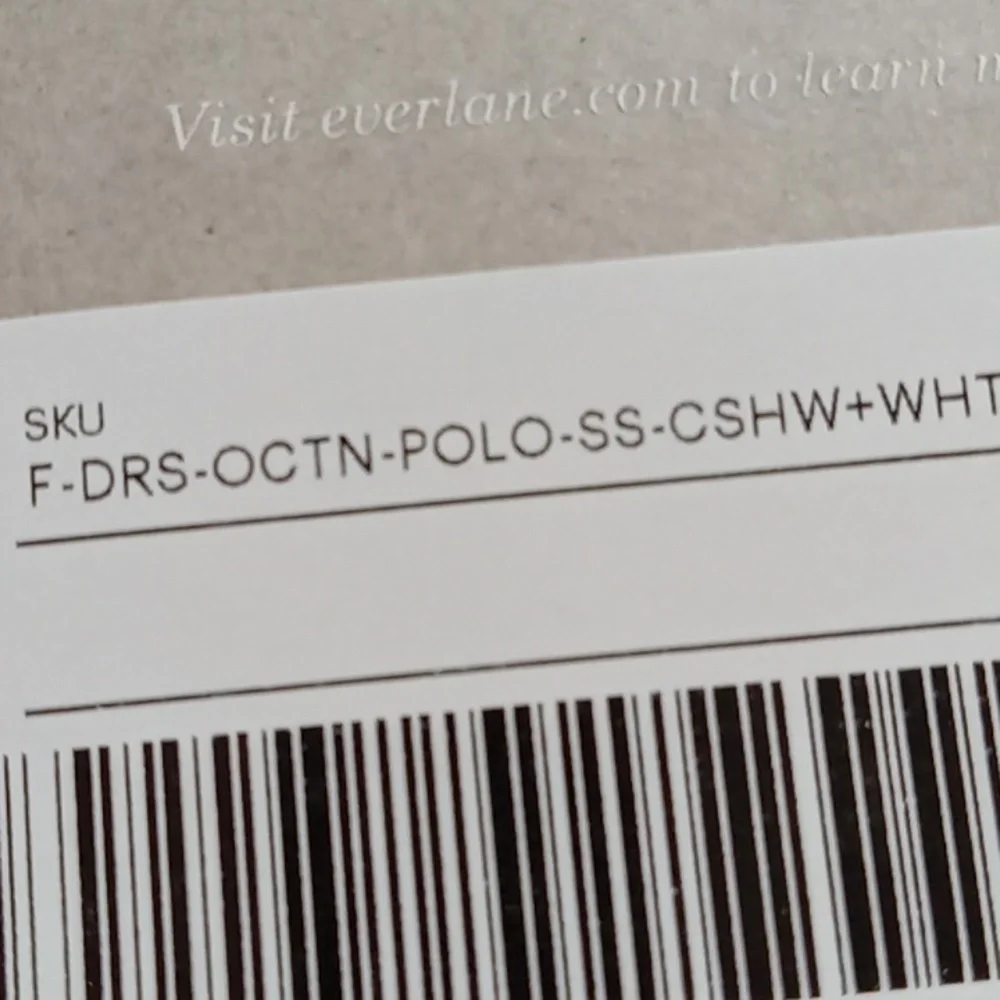 Visit everlane.com to learn
SKU
F-DRS-OCTN-POLO-SS-CSHW+WHT